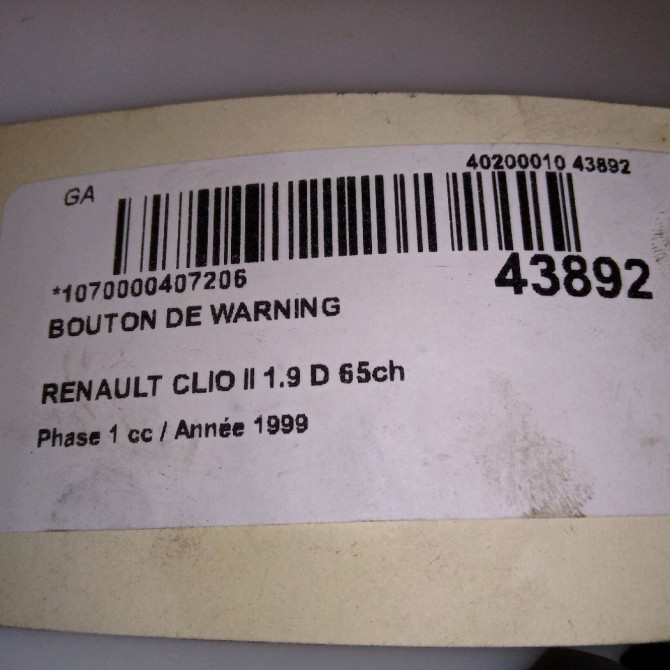 GA
40200010 43892
*1070000407206
43892
BOUTON DE WARNING
RENAULT CLIO II 1.9 D 65ch
Phase 1 cc / Année 1999